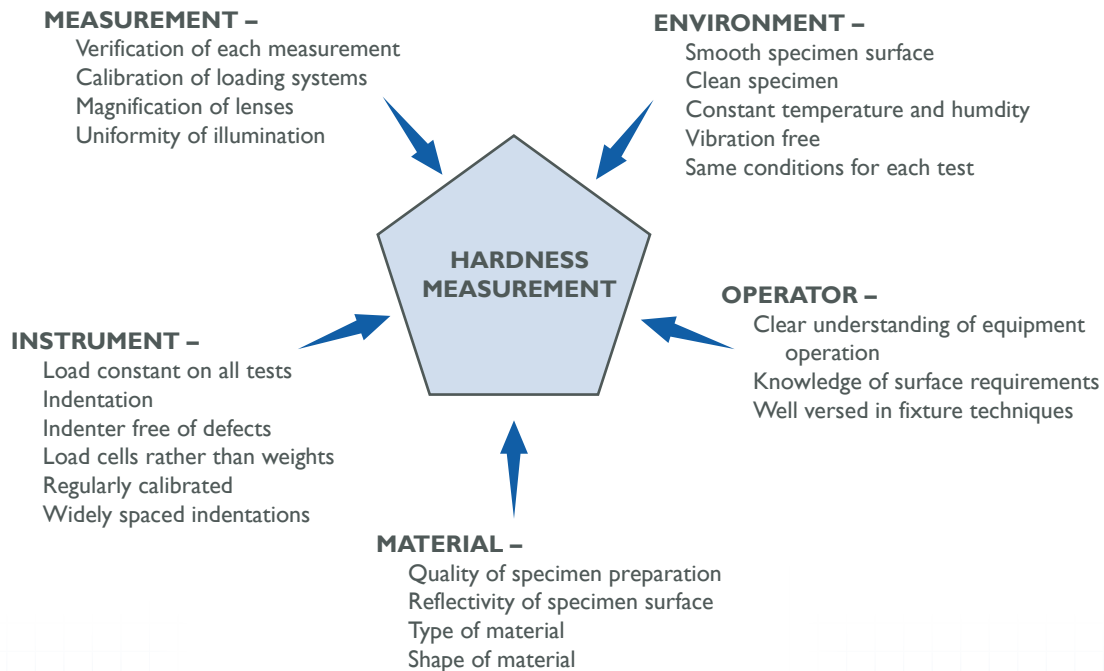 MEASUREMENT –
Verification of each measurement
Calibration of loading systems
Magnification of lenses
Uniformity of illumination
ENVIRONMENT –
Smooth specimen surface
Clean specimen
Constant temperature and humdity
Vibration free
Same conditions for each test
HARDNESS
MEASUREMENT
OPERATOR –
Clear understanding of equipment
operation
Knowledge of surface requirements
Well versed in fixture techniques
INSTRUMENT –
Load constant on all tests
Indentation
Indenter free of defects
Load cells rather than weights
Regularly calibrated
Widely spaced indentations
MATERIAL –
Quality of specimen preparation
Reflectivity of specimen surface
Type of material
Shape of material